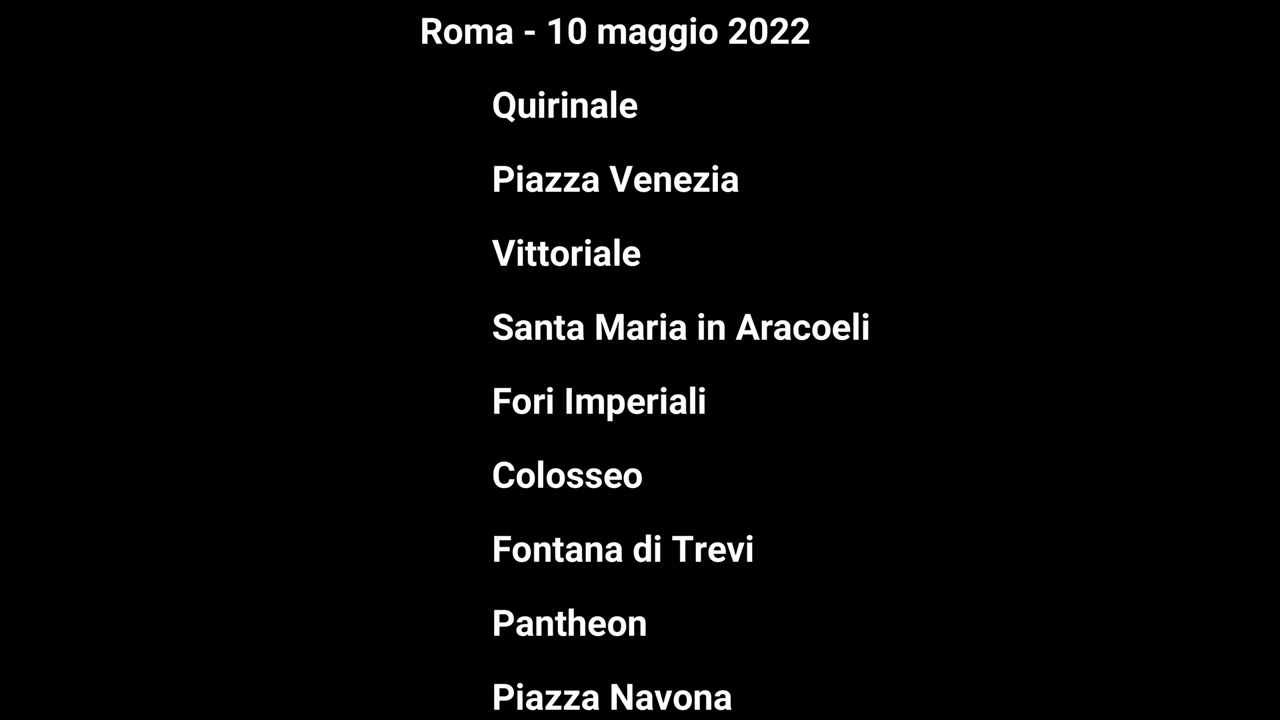 Roma - 10 maggio 2022
Quirinale
Piazza Venezia
Vittoriale
Santa Maria in Aracoeli
Fori Imperiali
Colosseo
Fontana di Trevi
Pantheon
Piazza Navona